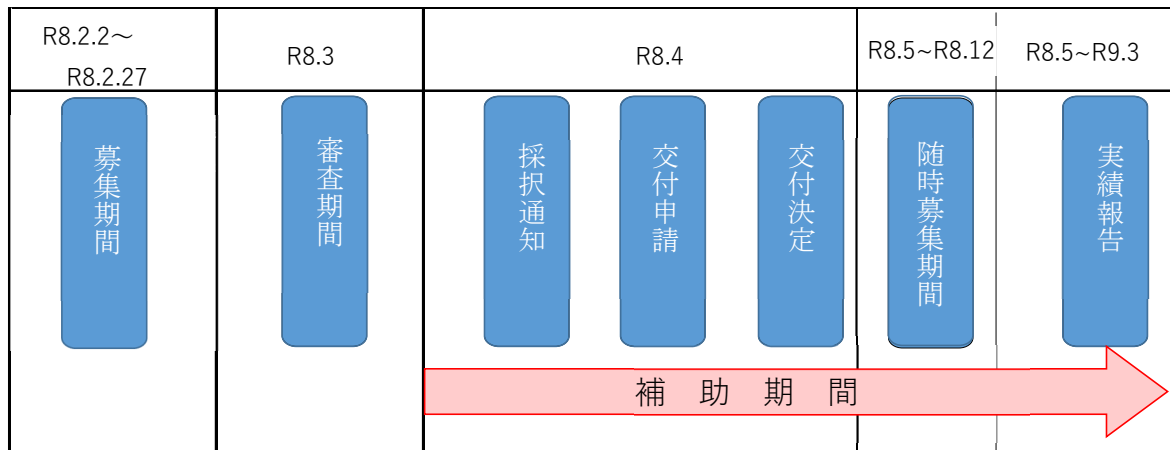 R8.2.2～
R8.2.27
R8.3
R8.4
R8.5~R8.12
R8.5~R9.3
募集期間
審査期間
採択通知
交付申請
交付決定
随時募集期間
実績報告
補助期間